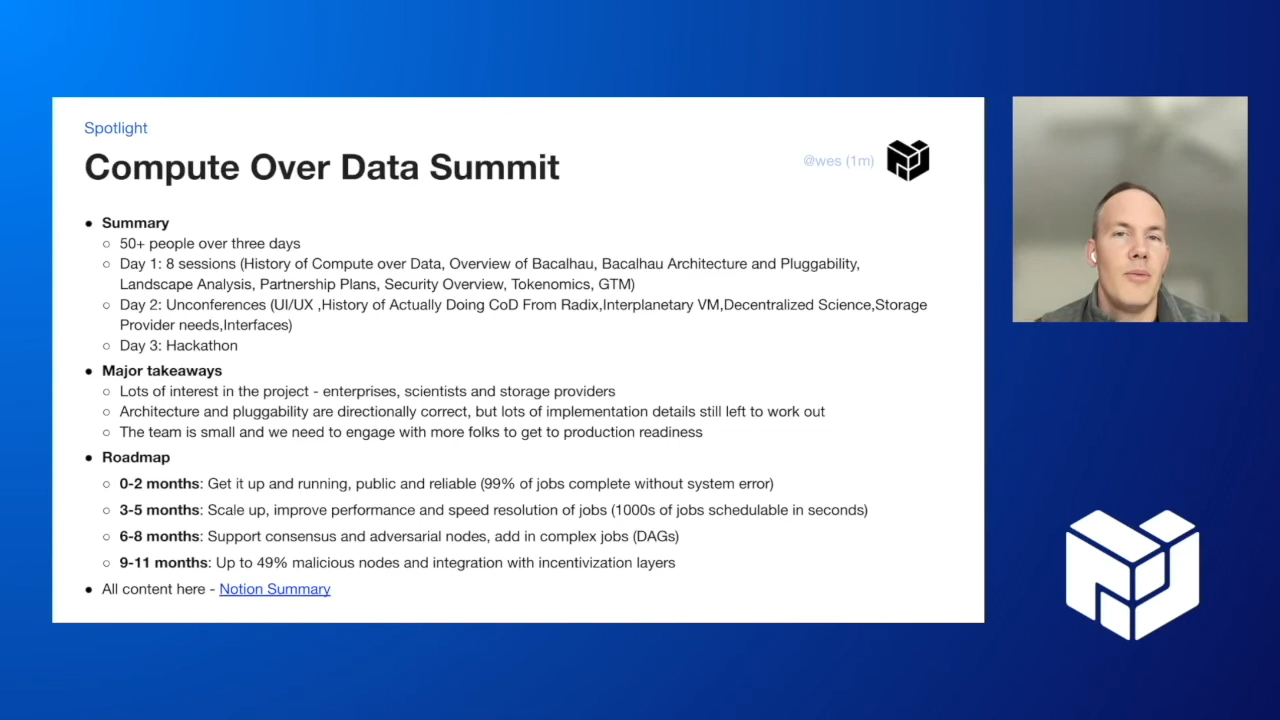 Spotlight
Compute Over Data Summit
@wes (1m)
● Summary
○ 50+ people over three days
○ Day 1: 8 sessions (History of Compute over Data, Overview of Bacalhau, Bacalhau Architecture and Pluggability,
Landscape Analysis, Partnership Plans, Security Overview, Tokenomics, GTM)
○ Day 2: Unconferences (UI/UX ,History of Actually Doing CoD From Radix,Interplanetary VM,Decentralized Science,Storage
Provider needs,Interfaces)
○ Day 3: Hackathon
● Major takeaways
○ Lots of interest in the project - enterprises, scientists and storage providers
○ Architecture and pluggability are directionally correct, but lots of implementation details still left to work out
○ The team is small and we need to engage with more folks to get to production readiness
● Roadmap
○ 0-2 months: Get it up and running, public and reliable (99% of jobs complete without system error)
○ 3-5 months: Scale up, improve performance and speed resolution of jobs (1000s of jobs schedulable in seconds)
○ 6-8 months: Support consensus and adversarial nodes, add in complex jobs (DAGs)
○ 9-11 months: Up to 49% malicious nodes and integration with incentivization layers
● All content here - Notion Summary